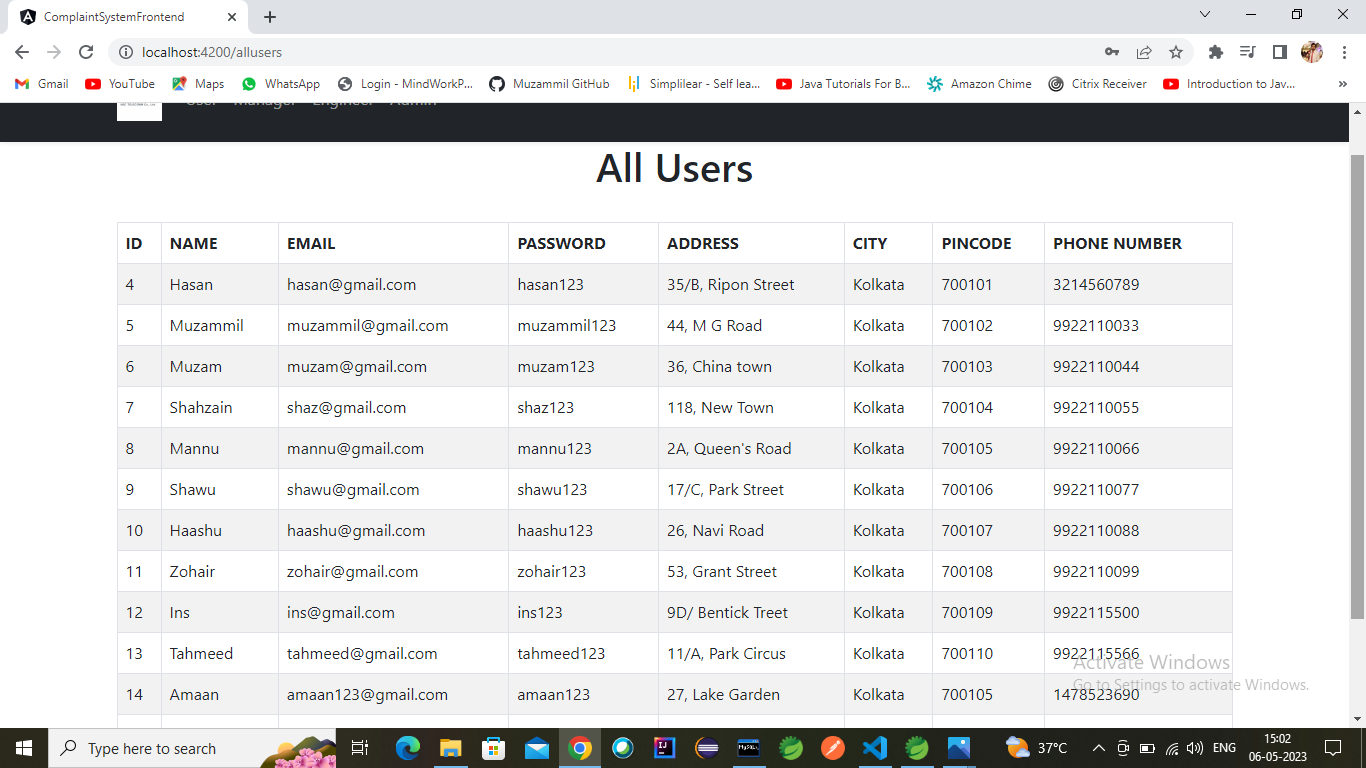 ComplaintSystemFrontend
localhost:4200/allusers
Gmail YouTube Maps WhatsApp Login - MindWorkP... Muzammil GitHub Simplilear - Self lea... Java Tutorials For B... Amazon Chime Citrix Receiver Introduction to Jav... »
User Manager Engineer Admin
All Users
ID NAME EMAIL PASSWORD ADDRESS CITY PINCODE PHONE NUMBER
4 Hasan hasan@gmail.com hasan123 35/B, Ripon Street Kolkata 700101 3214560789
5 Muzammil muzammil@gmail.com muzammil123 44, M G Road Kolkata 700102 9922110033
6 Muzam muzam@gmail.com muzam123 36, China town Kolkata 700103 9922110044
7 Shahzain shaz@gmail.com shaz123 118, New Town Kolkata 700104 9922110055
8 Mannu mannu@gmail.com mannu123 2A, Queen's Road Kolkata 700105 9922110066
9 Shawu shawu@gmail.com shawu123 17/C, Park Street Kolkata 700106 9922110077
10 Haashu haashu@gmail.com haashu123 26, Navi Road Kolkata 700107 9922110088
11 Zohair zohair@gmail.com zohair123 53, Grant Street Kolkata 700108 9922110099
12 Ins ins@gmail.com ins123 9D/ Bentick Treet Kolkata 700109 9922115500
13 Tahmeed tahmeed@gmail.com tahmeed123 11/A, Park Circus Kolkata 700110 9922115566
14 Amaan amaan123@gmail.com amaan123 27, Lake Garden Kolkata 700105 1478523690
Activate Windows
Go to Settings to activate Windows.
Type here to search 37°C ENG 15:02
06-05-2023